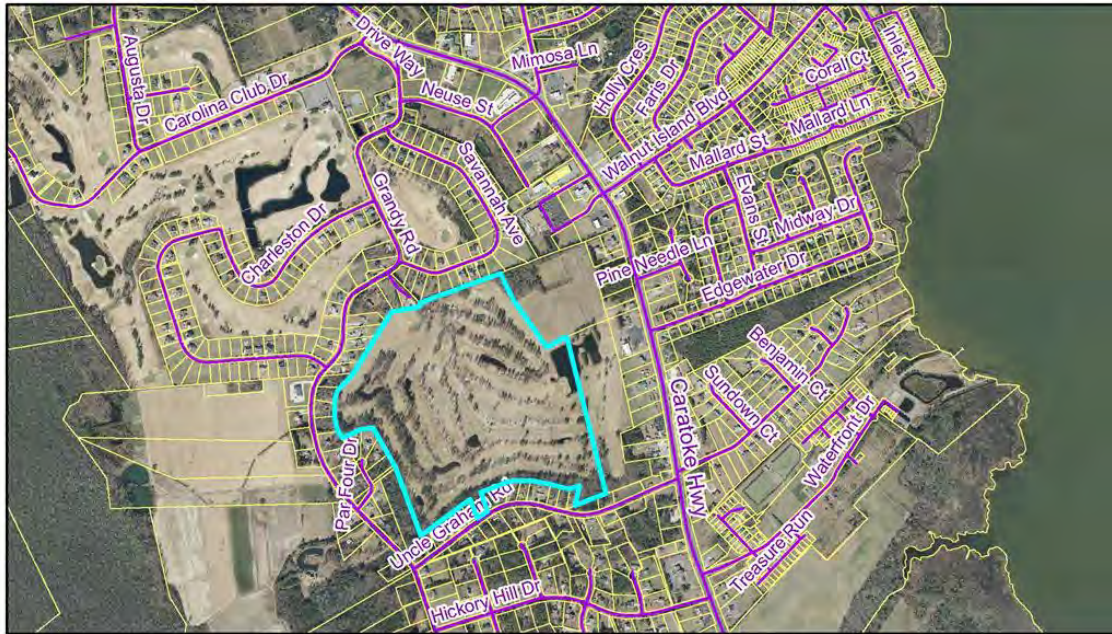 Augusta Dr
Carolina Club Dr
Drive Way
Neuse St
Mimosa Ln
Holly Cres
Faris Dr
Walnut Island Blvd
Inlet Ln
Coral Ct
Mallard Ln
Mallard St
Savannah Ave
Grandy Rd
Charleston Dr
Evans St
Midway Dr
Pine Needle Ln
Edgewater Dr
Benjamin Ct
Sundown Ct
Caratoke Hwy
Waterfront Dr
Par Four Dr
Uncle Graham Rd
Treasure Run
Hickory Hill Dr